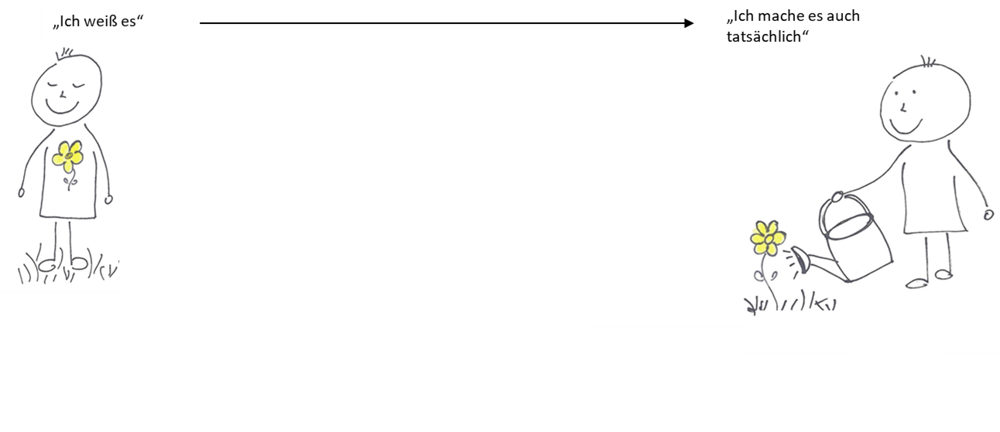 „Ich weiß es“
„Ich mache es auch
tatsächlich“